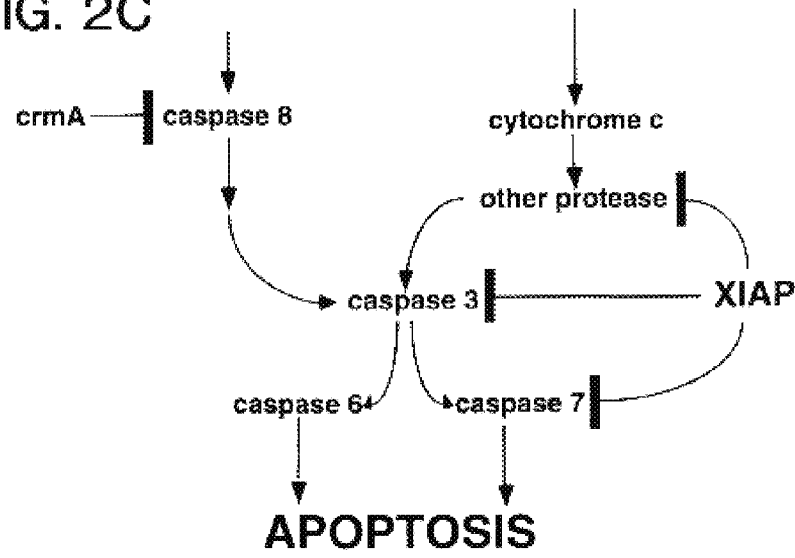 IG. 2C
crmA
caspase 8
cytochrome c
other protease
caspase 3
XIAP
caspase 6
caspase 7
APOPTOSIS